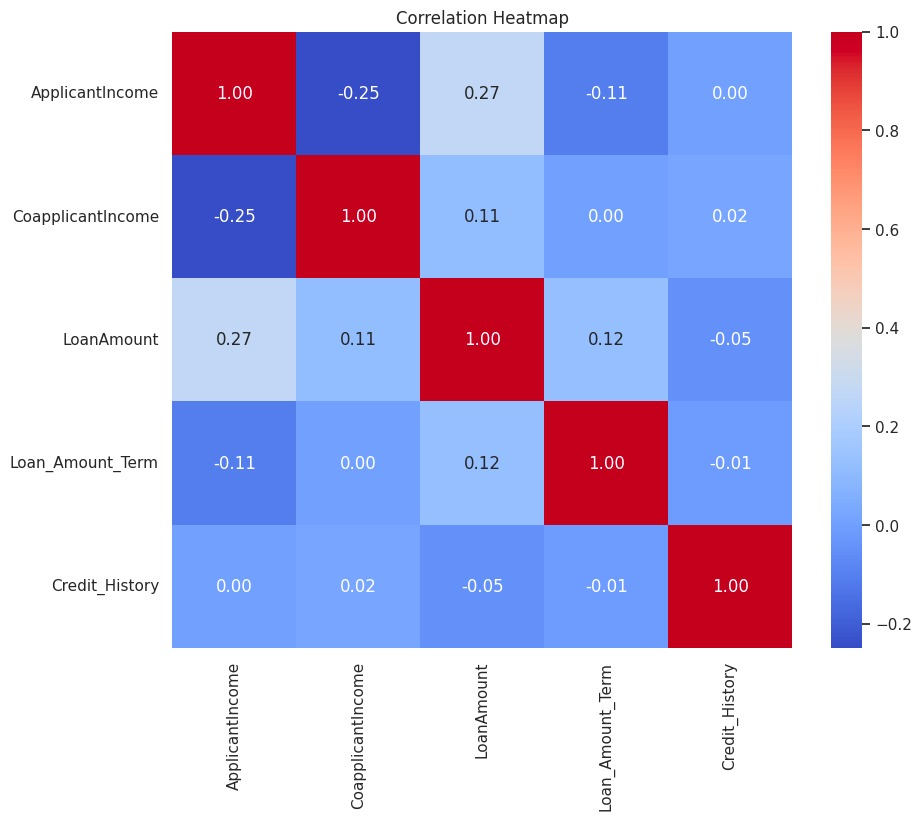 Correlation Heatmap
ApplicantIncome 1.00 -0.25 0.27 -0.11 0.00
CoapplicantIncome -0.25 1.00 0.11 0.00 0.02
LoanAmount 0.27 0.11 1.00 0.12 -0.05
Loan_Amount_Term -0.11 0.00 0.12 1.00 -0.01
Credit_History 0.00 0.02 -0.05 -0.01 1.00
ApplicantIncome
CoapplicantIncome
LoanAmount
Loan_Amount_Term
Credit_History
1.0
0.8
0.6
0.4
0.2
0.0
−0.2